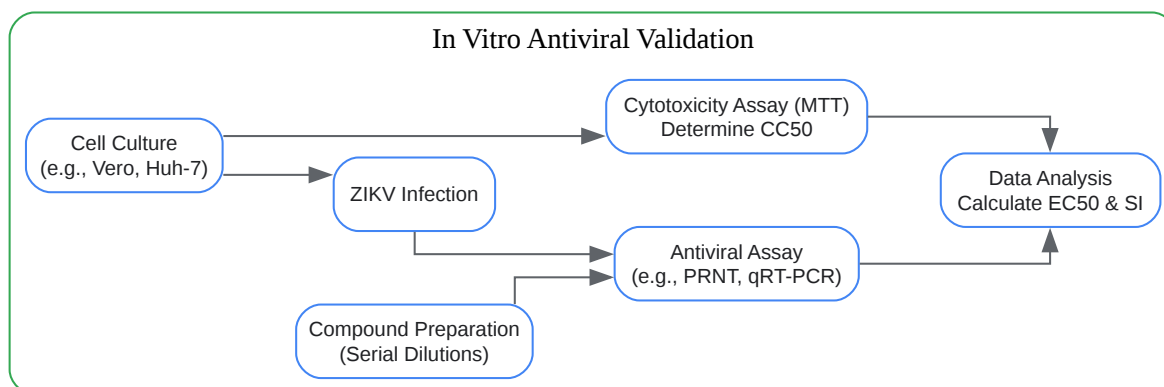 In Vitro Antiviral Validation
Cytotoxicity Assay (MTT)
Determine CC50
Cell Culture
(e.g., Vero, Huh-7)
ZIKV Infection
Data Analysis
Calculate EC50 & SI
Antiviral Assay
(e.g., PRNT, qRT-PCR)
Compound Preparation
(Serial Dilutions)